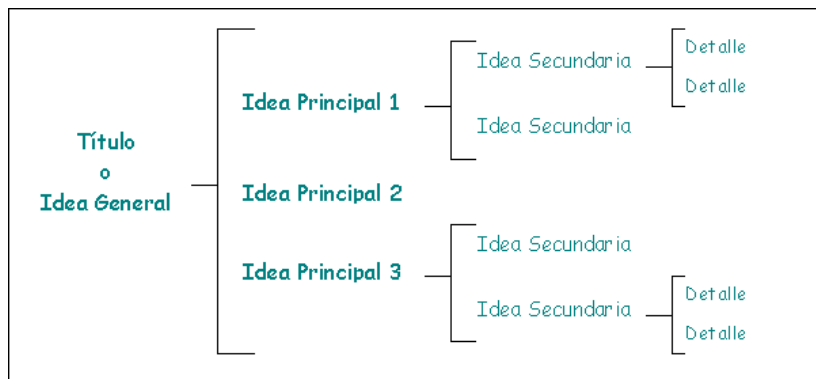 Título
o
Idea General
Idea Principal 1
Idea Secundaria
Detalle
Detalle
Idea Secundaria
Idea Principal 2
Idea Principal 3
Idea Secundaria
Idea Secundaria
Detalle
Detalle